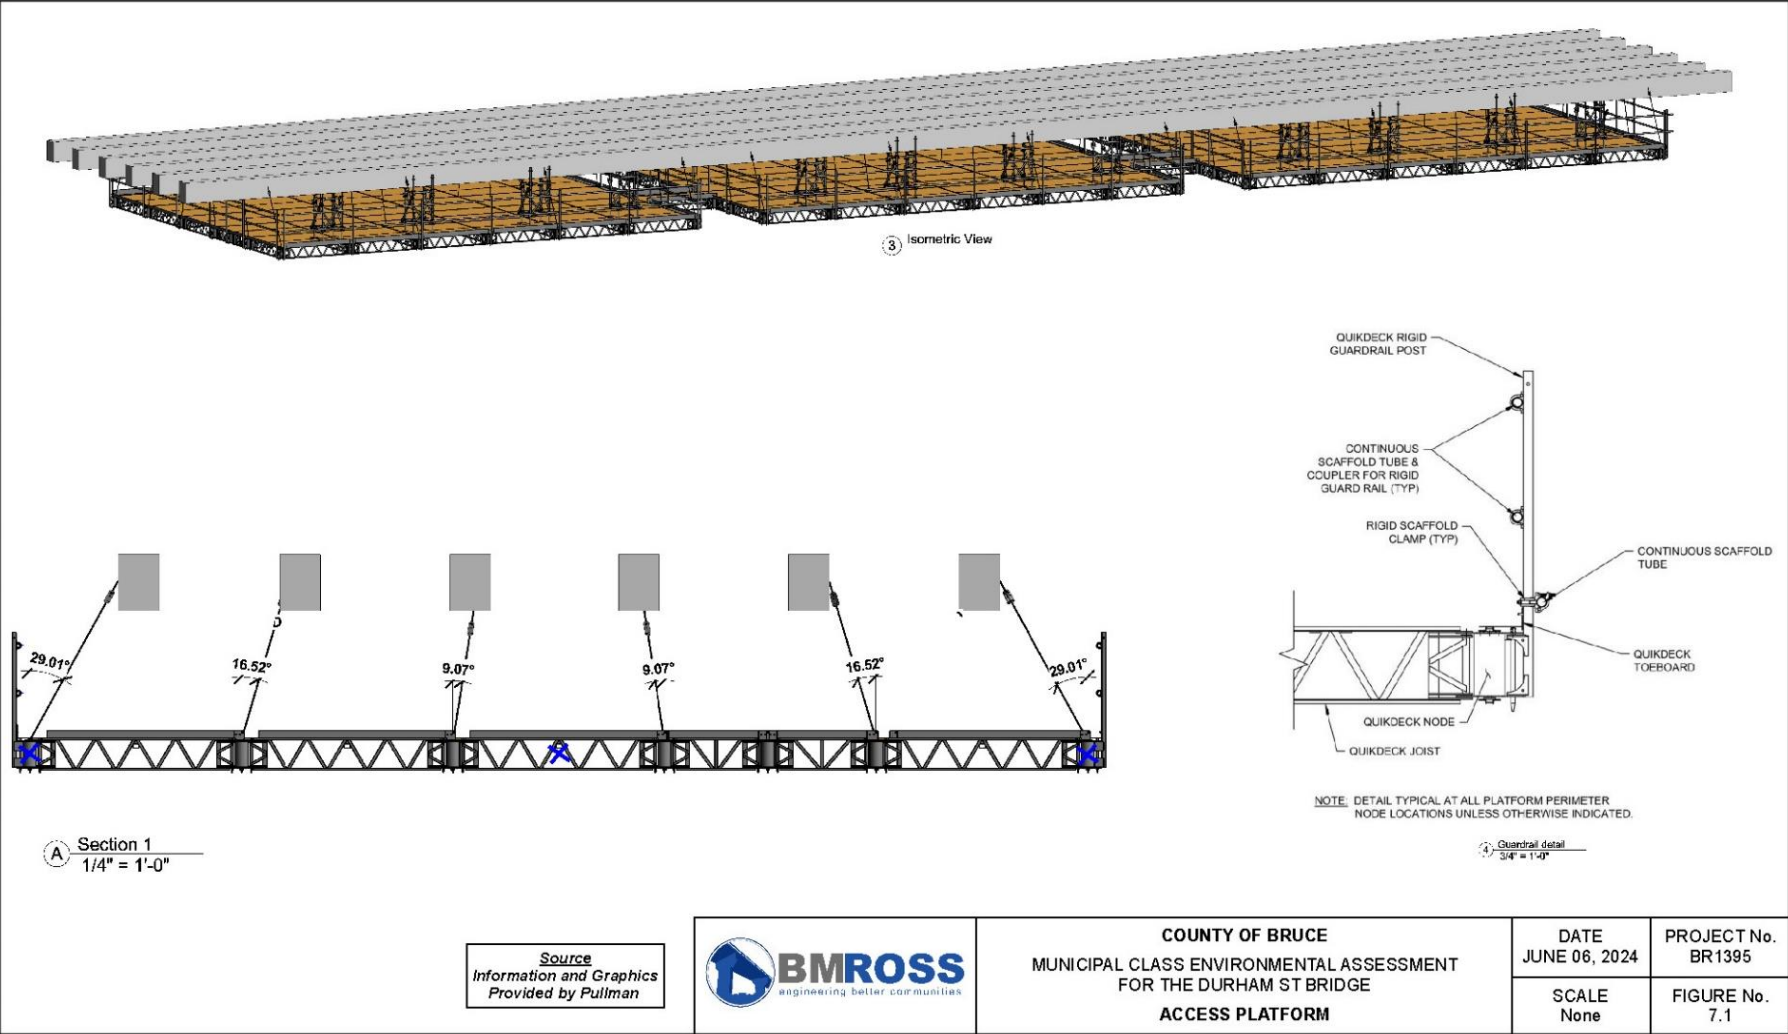 3 Isometric View
QUIKDECK RIGID
GUARDRAIL POST
CONTINUOUS
SCAFFOLD TUBE &
COUPLER FOR RIGID
GUARD RAIL (TYP)
RIGID SCAFFOLD
CLAMP (TYP)
CONTINUOUS SCAFFOLD
TUBE
QUIKDECK
TOEBOARD
QUIKDECK NODE
QUIKDECK JOIST
NOTE: DETAIL TYPICAL AT ALL PLATFORM PERIMETER
NODE LOCATIONS UNLESS OTHERWISE INDICATED.
4 Guardrail detail
3/4" = 1'-0"
29.01° 16.52° 9.07° 9.07° 16.52° 29.01°
A Section 1
1/4" = 1'-0"
Source
Information and Graphics
Provided by Pullman
BMROSS
engineering better communities
COUNTY OF BRUCE
MUNICIPAL CLASS ENVIRONMENTAL ASSESSMENT
FOR THE DURHAM ST BRIDGE
ACCESS PLATFORM
DATE
JUNE 06, 2024
PROJECT No.
BR1395
SCALE
None
FIGURE No.
7.1